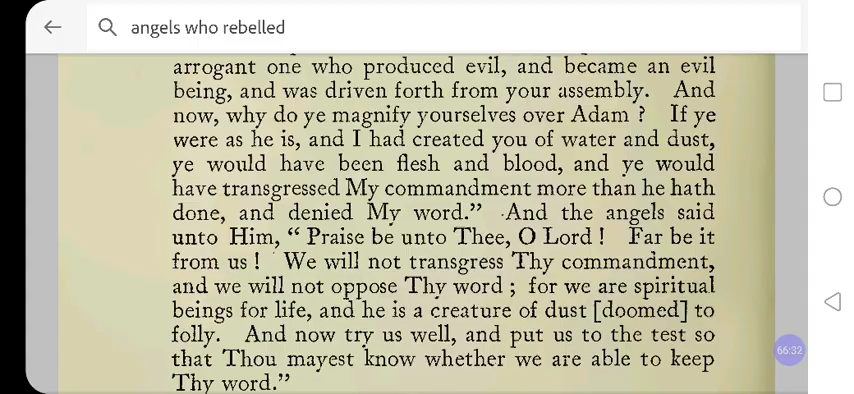 angels who rebelled
arrogant one who produced evil, and became an evil
being, and was driven forth from your assembly. And
now, why do ye magnify yourselves over Adam ? If ye
were as he is, and I had created you of water and dust,
ye would have been flesh and blood, and ye would
have transgressed My commandment more than he hath
done, and denied My word.” And the angels said
unto Him, “ Praise be unto Thee, O Lord ! Far be it
from us ! We will not transgress Thy commandment,
and we will not oppose Thy word ; for we are spiritual
beings for life, and he is a creature of dust [doomed] to
folly. And now try us well, and put us to the test so
that Thou mayest know whether we are able to keep
Thy word.”
66:32